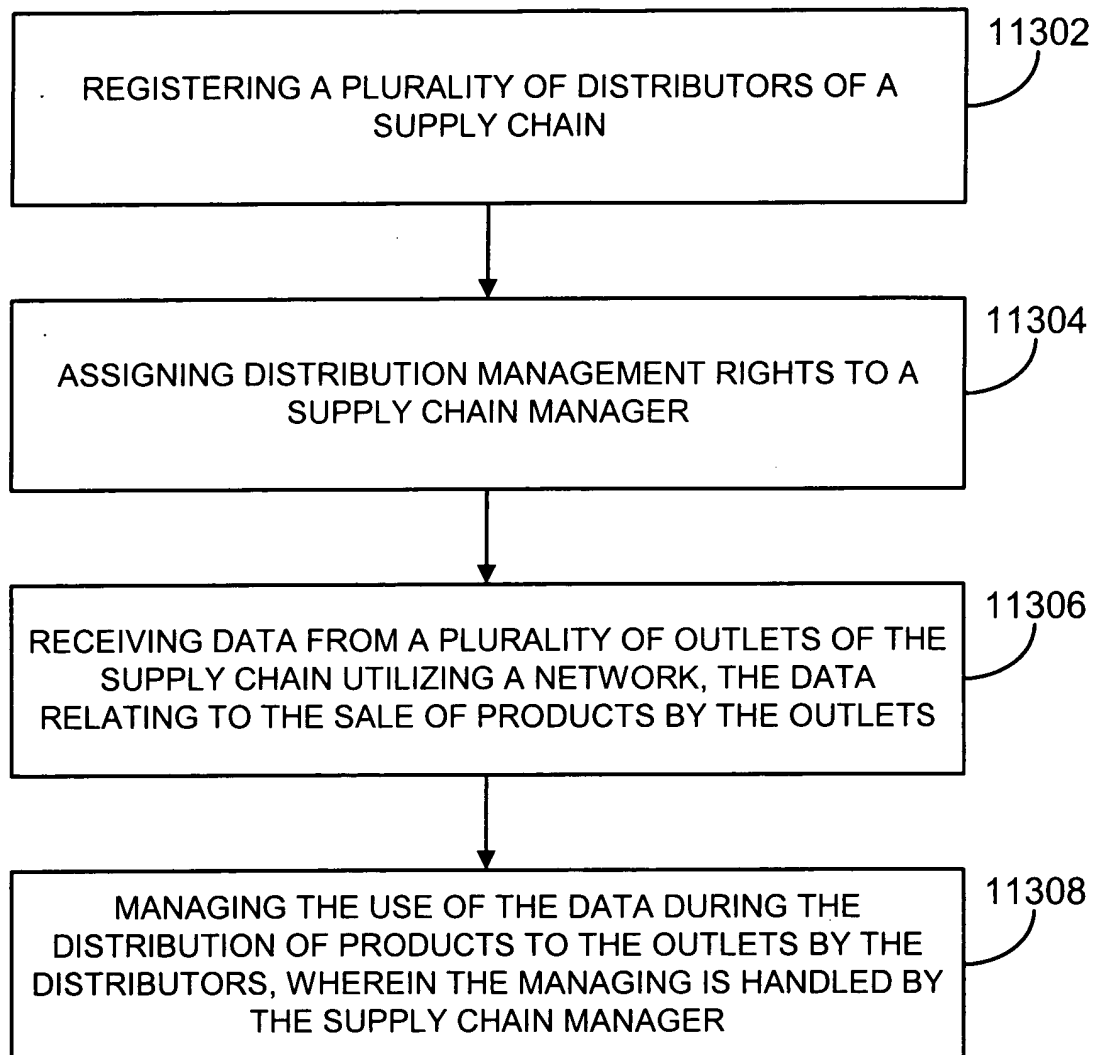 11302
REGISTERING A PLURALITY OF DISTRIBUTORS OF A
SUPPLY CHAIN
11304
ASSIGNING DISTRIBUTION MANAGEMENT RIGHTS TO A
SUPPLY CHAIN MANAGER
11306
RECEIVING DATA FROM A PLURALITY OF OUTLETS OF THE
SUPPLY CHAIN UTILIZING A NETWORK, THE DATA
RELATING TO THE SALE OF PRODUCTS BY THE OUTLETS
11308
MANAGING THE USE OF THE DATA DURING THE
DISTRIBUTION OF PRODUCTS TO THE OUTLETS BY THE
DISTRIBUTORS, WHEREIN THE MANAGING IS HANDLED BY
THE SUPPLY CHAIN MANAGER